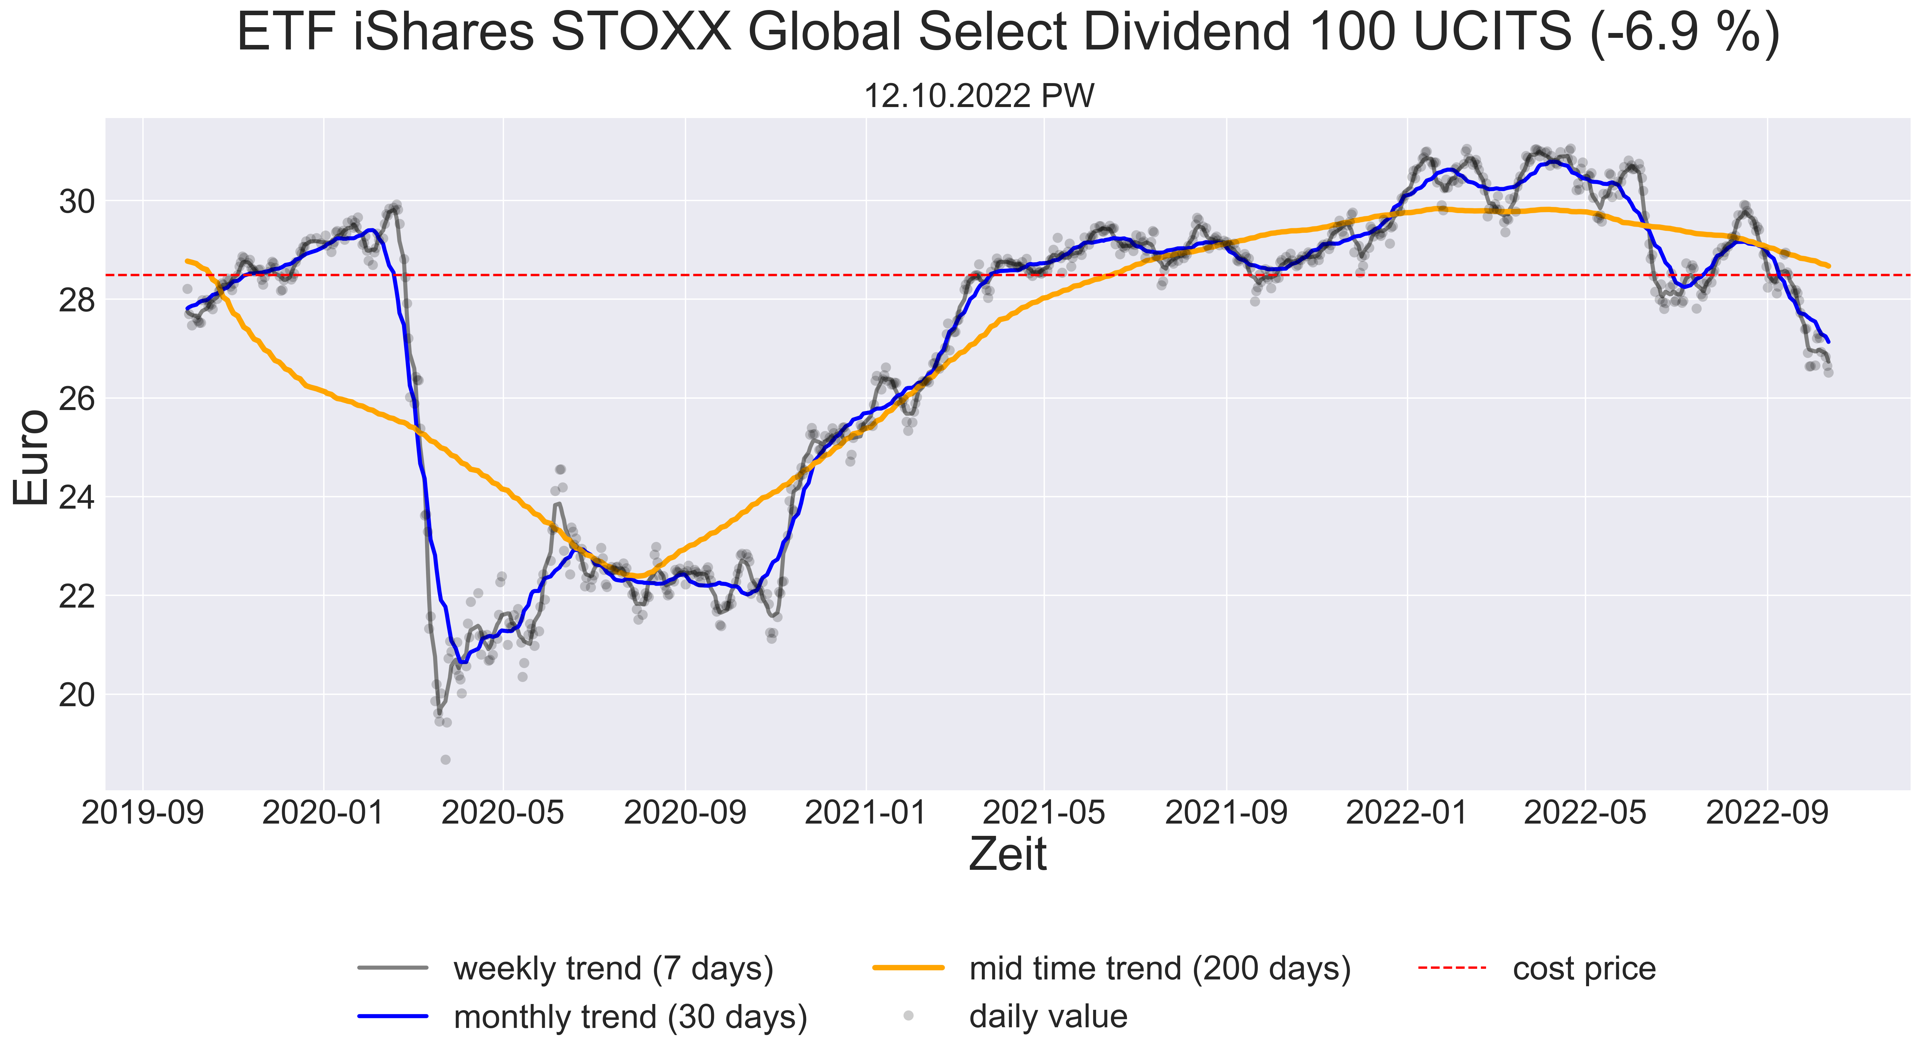 ETF iShares STOXX Global Select Dividend 100 UCITS (-6.9 %)
12.10.2022 PW
Euro
30
28
26
24
22
20
2019-09 2020-01 2020-05 2020-09 2021-01 2021-05 2021-09 2022-01 2022-05 2022-09
Zeit
weekly trend (7 days) mid time trend (200 days) cost price
monthly trend (30 days) daily value